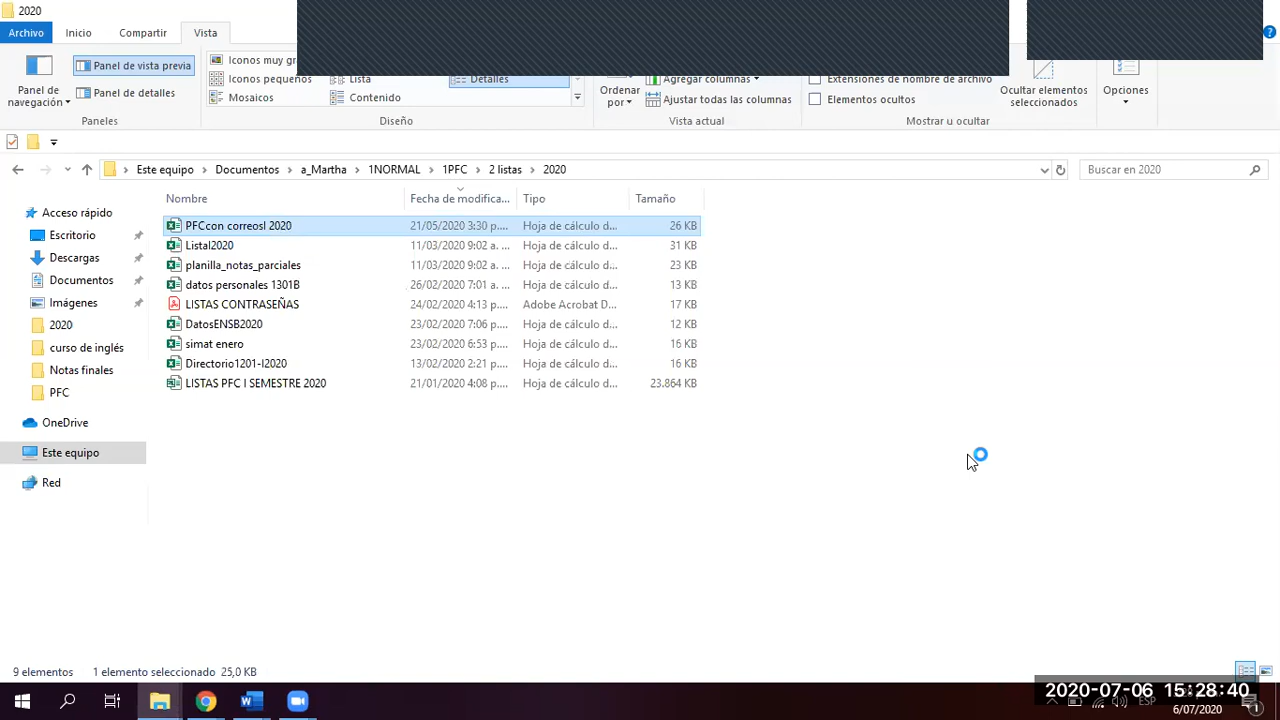 2020
Archivo Inicio Compartir Vista
Panel de vista previa
Panel de detalles
Panel de navegación
Paneles
Iconos muy gr
Iconos pequeños Lista Detalles
Mosaicos Contenido
Diseño
Ordenar por
Agregar columnas
Ajustar todas las columnas
Vista actual
Extensiones de nombre de archivo
Elementos ocultos
Ocultar elementos seleccionados
Mostrar u ocultar
Opciones
Este equipo Documentos a_Martha 1NORMAL 1PFC 2 listas 2020
Buscar en 2020
Nombre Fecha de modifica... Tipo Tamaño
PFCcon correosI 2020 21/05/2020 3:30 p.... Hoja de cálculo d... 26 KB
ListaI2020 11/03/2020 9:02 a. ... Hoja de cálculo d... 31 KB
planilla_notas_parciales 11/03/2020 9:02 a. ... Hoja de cálculo d... 23 KB
datos personales 1301B 26/02/2020 7:01 a. ... Hoja de cálculo d... 13 KB
LISTAS CONTRASEÑAS 24/02/2020 4:13 p.... Adobe Acrobat D... 17 KB
DatosENSB2020 23/02/2020 7:06 p.... Hoja de cálculo d... 12 KB
simat enero 23/02/2020 6:53 p.... Hoja de cálculo d... 16 KB
Directorio1201-I2020 13/02/2020 2:21 p.... Hoja de cálculo d... 16 KB
LISTAS PFC I SEMESTRE 2020 21/01/2020 4:08 p.... Hoja de cálculo d... 23.864 KB
Acceso rápido
Escritorio
Descargas
Documentos
Imágenes
2020
curso de inglés
Notas finales
PFC
OneDrive
Este equipo
Red
9 elementos 1 elemento seleccionado 25,0 KB
2020-07-06 15:28:40
ESP
6/07/2020